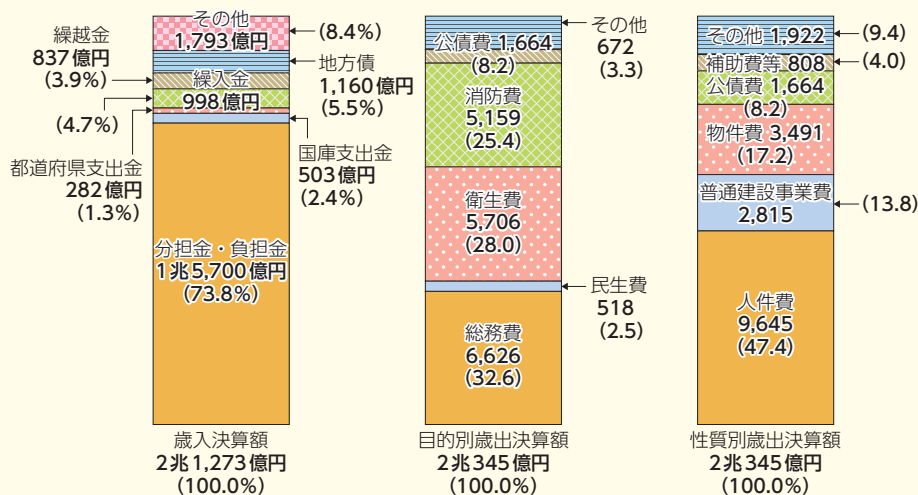 その他
1,793億円
(8.4%)
繰越金
837億円
(3.9%)
地方債
1,160億円
(5.5%)
繰入金
998億円
(4.7%)
都道府県支出金
282億円
(1.3%)
国庫支出金
503億円
(2.4%)
分担金・負担金
1兆5,700億円
(73.8%)
歳入決算額
2兆1,273億円
(100.0%)
その他
672
(3.3)
公債費 1,664
(8.2)
消防費
5,159
(25.4)
衛生費
5,706
(28.0)
民生費
518
(2.5)
総務費
6,626
(32.6)
目的別歳出決算額
2兆345億円
(100.0%)
その他 1,922
(9.4)
補助費等 808
(4.0)
公債費 1,664
(8.2)
物件費 3,491
(17.2)
普通建設事業費
2,815
(13.8)
人件費
9,645
(47.4)
性質別歳出決算額
2兆345億円
(100.0%)